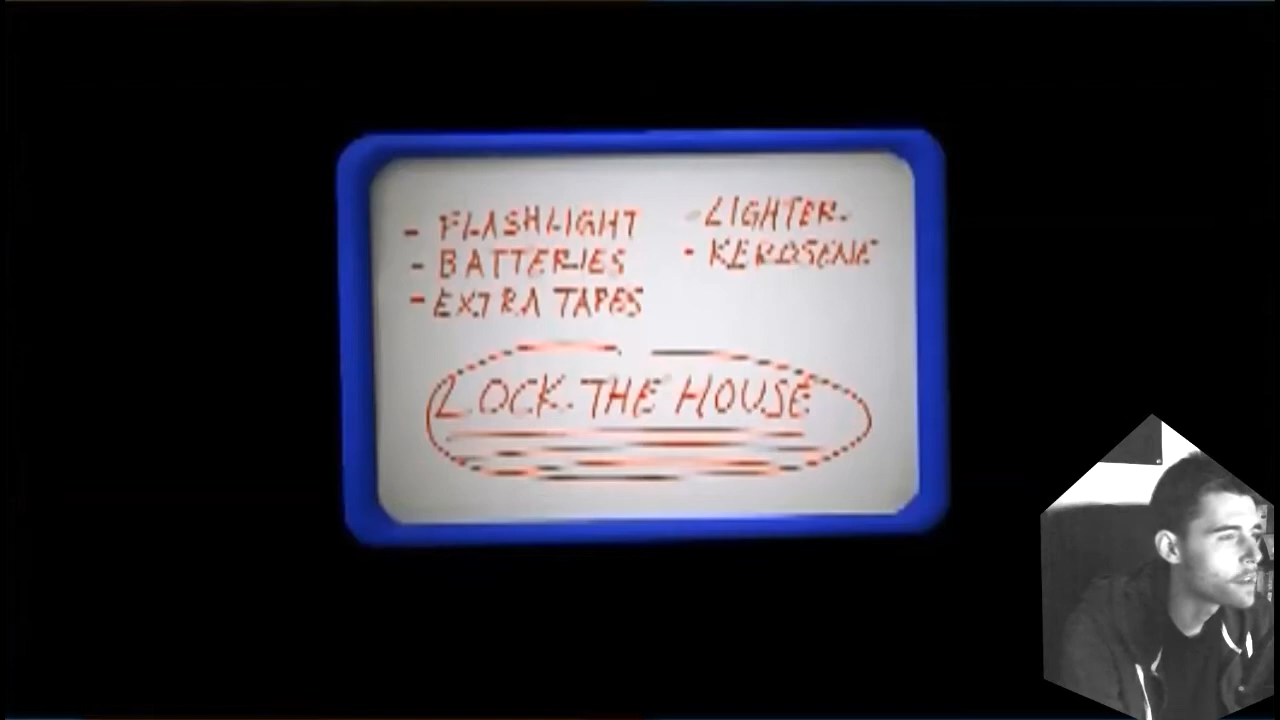 - FLASHLIGHT
- BATTERIES
- EXTRA TAPES
- LIGHTER
- KEROSENE
LOCK THE HOUSE